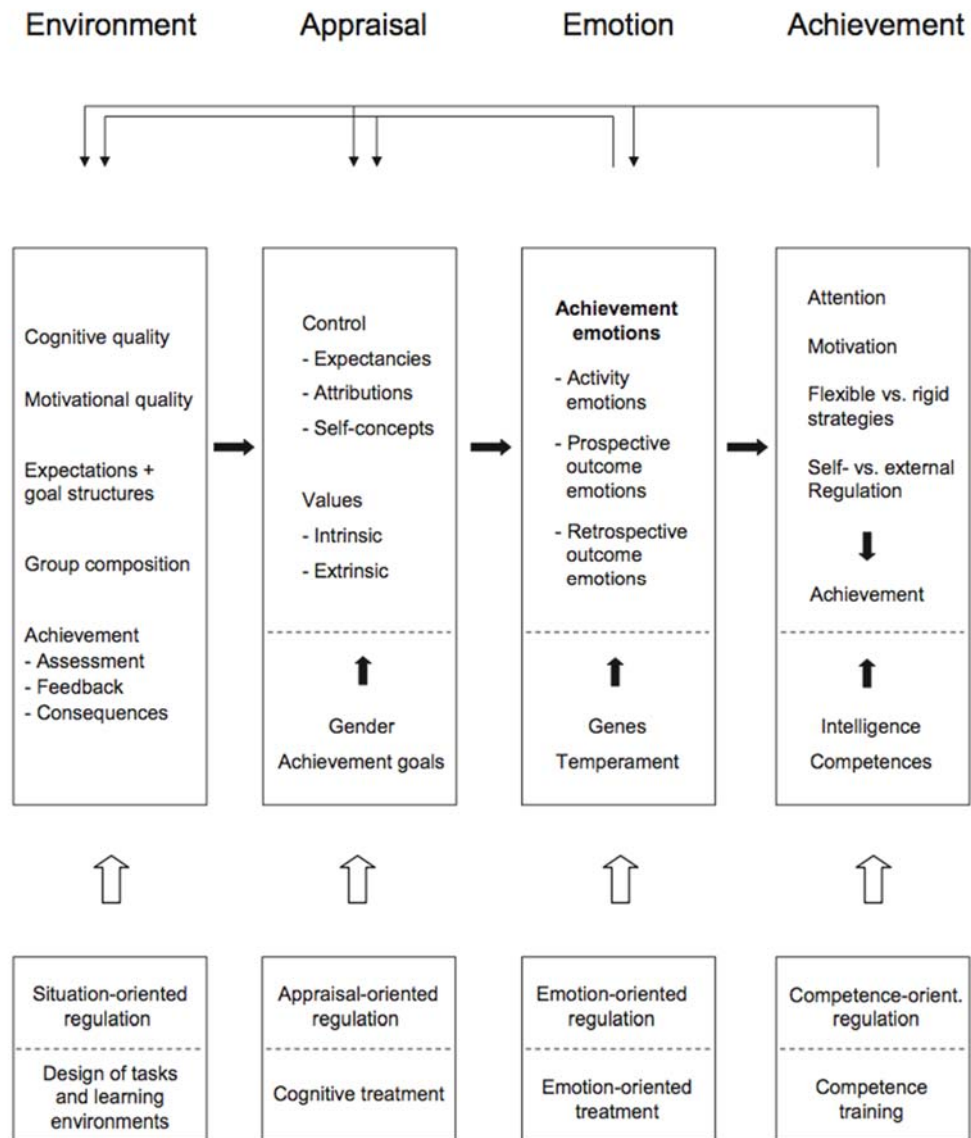 Environment
Appraisal
Emotion
Achievement
Cognitive quality
Motivational quality
Expectations +
goal structures
Group composition
Achievement
- Assessment
- Feedback
- Consequences
Control
- Expectancies
- Attributions
- Self-concepts
Values
- Intrinsic
- Extrinsic
Gender
Achievement goals
Achievement
emotions
- Activity
emotions
- Prospective
outcome
emotions
- Retrospective
outcome
emotions
Genes
Temperament
Attention
Motivation
Flexible vs. rigid
strategies
Self- vs. external
Regulation
Achievement
Intelligence
Competences
Situation-oriented
regulation
Design of tasks
and learning
environments
Appraisal-oriented
regulation
Cognitive treatment
Emotion-oriented
regulation
Emotion-oriented
treatment
Competence-orient.
regulation
Competence
training